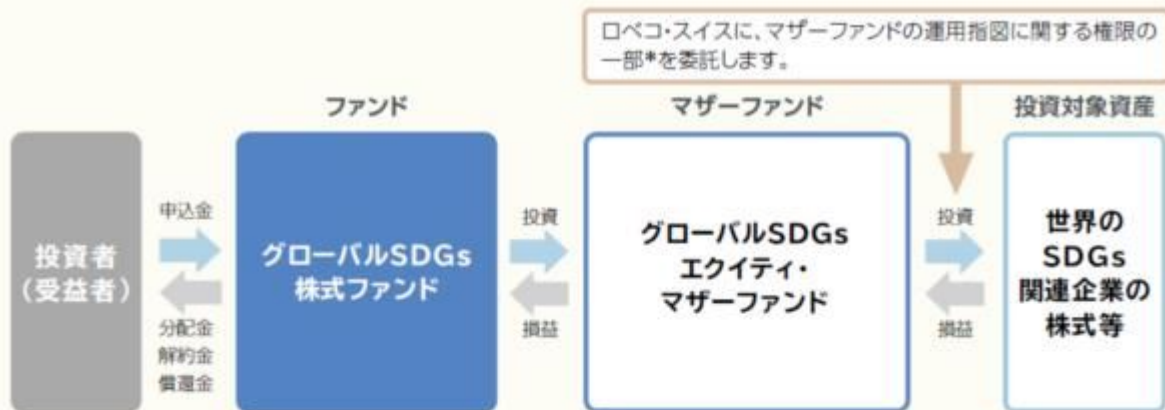 ロベコ・スイスに、マザーファンドの運用指図に関する権限の
一部*を委託します。
ファンド
マザーファンド
投資対象資産
投資者
(受益者)
申込金
分配金
解約金
償還金
グローバルSDGs
株式ファンド
投資
損益
グローバルSDGs
エクイティ・
マザーファンド
投資
損益
世界の
SDGs
関連企業の
株式等